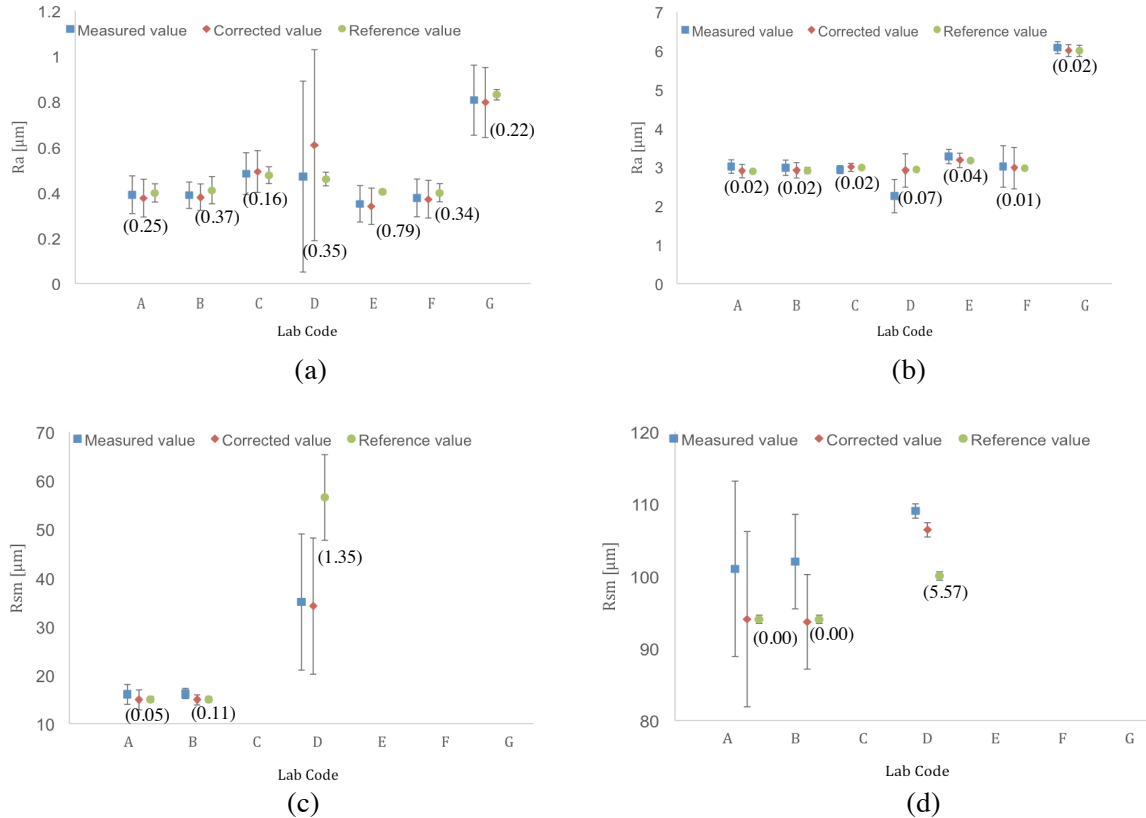 1.2
Measured value Corrected value Reference value
1
0.8
0.6
0.4
0.2
0
Ra [μm]
(0.25)
(0.37)
(0.16)
(0.35)
(0.79)
(0.34)
(0.22)
A B C D E F G
Lab Code
(a)
7
Measured value Corrected value Reference value
6
5
4
3
2
1
0
Ra [μm]
(0.02)
(0.02)
(0.02)
(0.07)
(0.04)
(0.01)
(0.02)
A B C D E F G
Lab Code
(b)
70
Measured value Corrected value Reference value
60
50
40
30
20
10
Rsm [μm]
(0.05)
(0.11)
(1.35)
A B C D E F G
Lab Code
(c)
120
Measured value Corrected value Reference value
110
100
90
80
Rsm [μm]
(0.00)
(0.00)
(5.57)
A B C D E F G
Lab Code
(d)